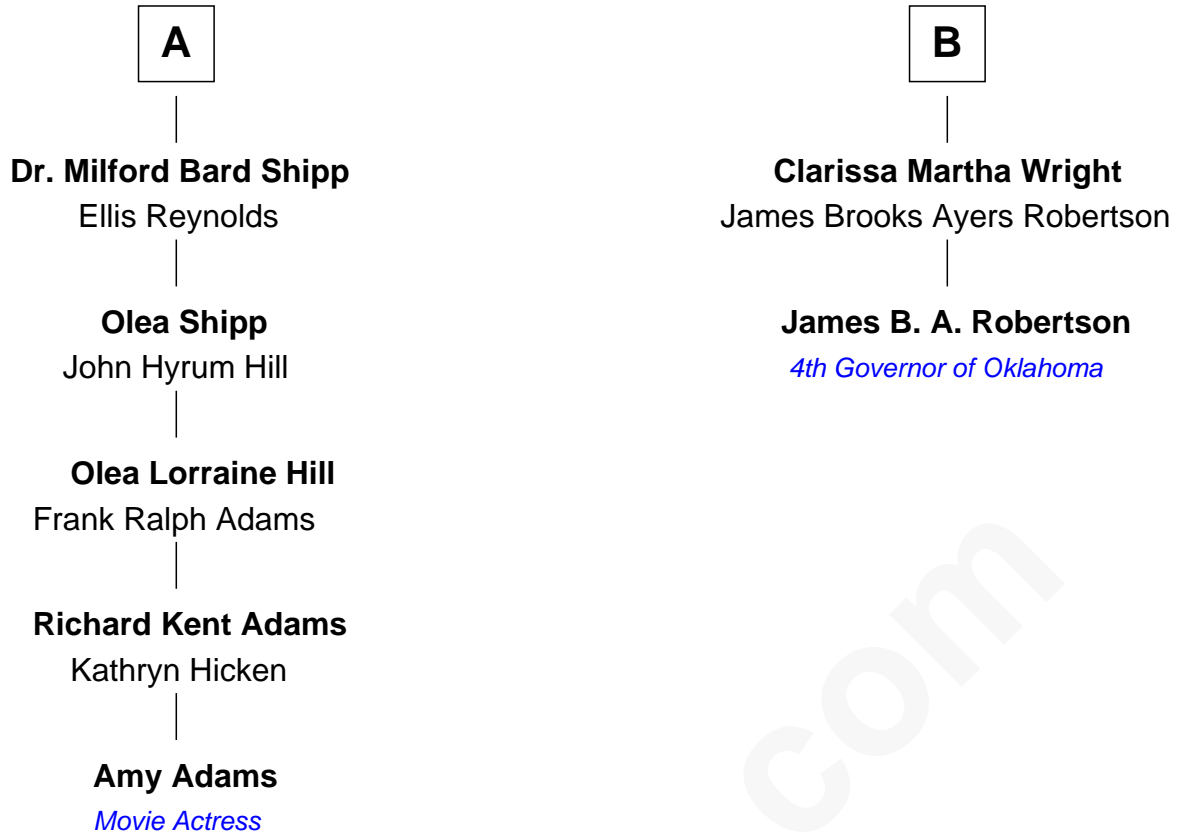 A
Dr. Milford Bard Shipp
Ellis Reynolds
Olea Shipp
John Hyrum Hill
Olea Lorraine Hill
Frank Ralph Adams
Richard Kent Adams
Kathryn Hicken
Amy Adams
Movie Actress
B
Clarissa Martha Wright
James Brooks Ayers Robertson
James B. A. Robertson
4th Governor of Oklahoma
com